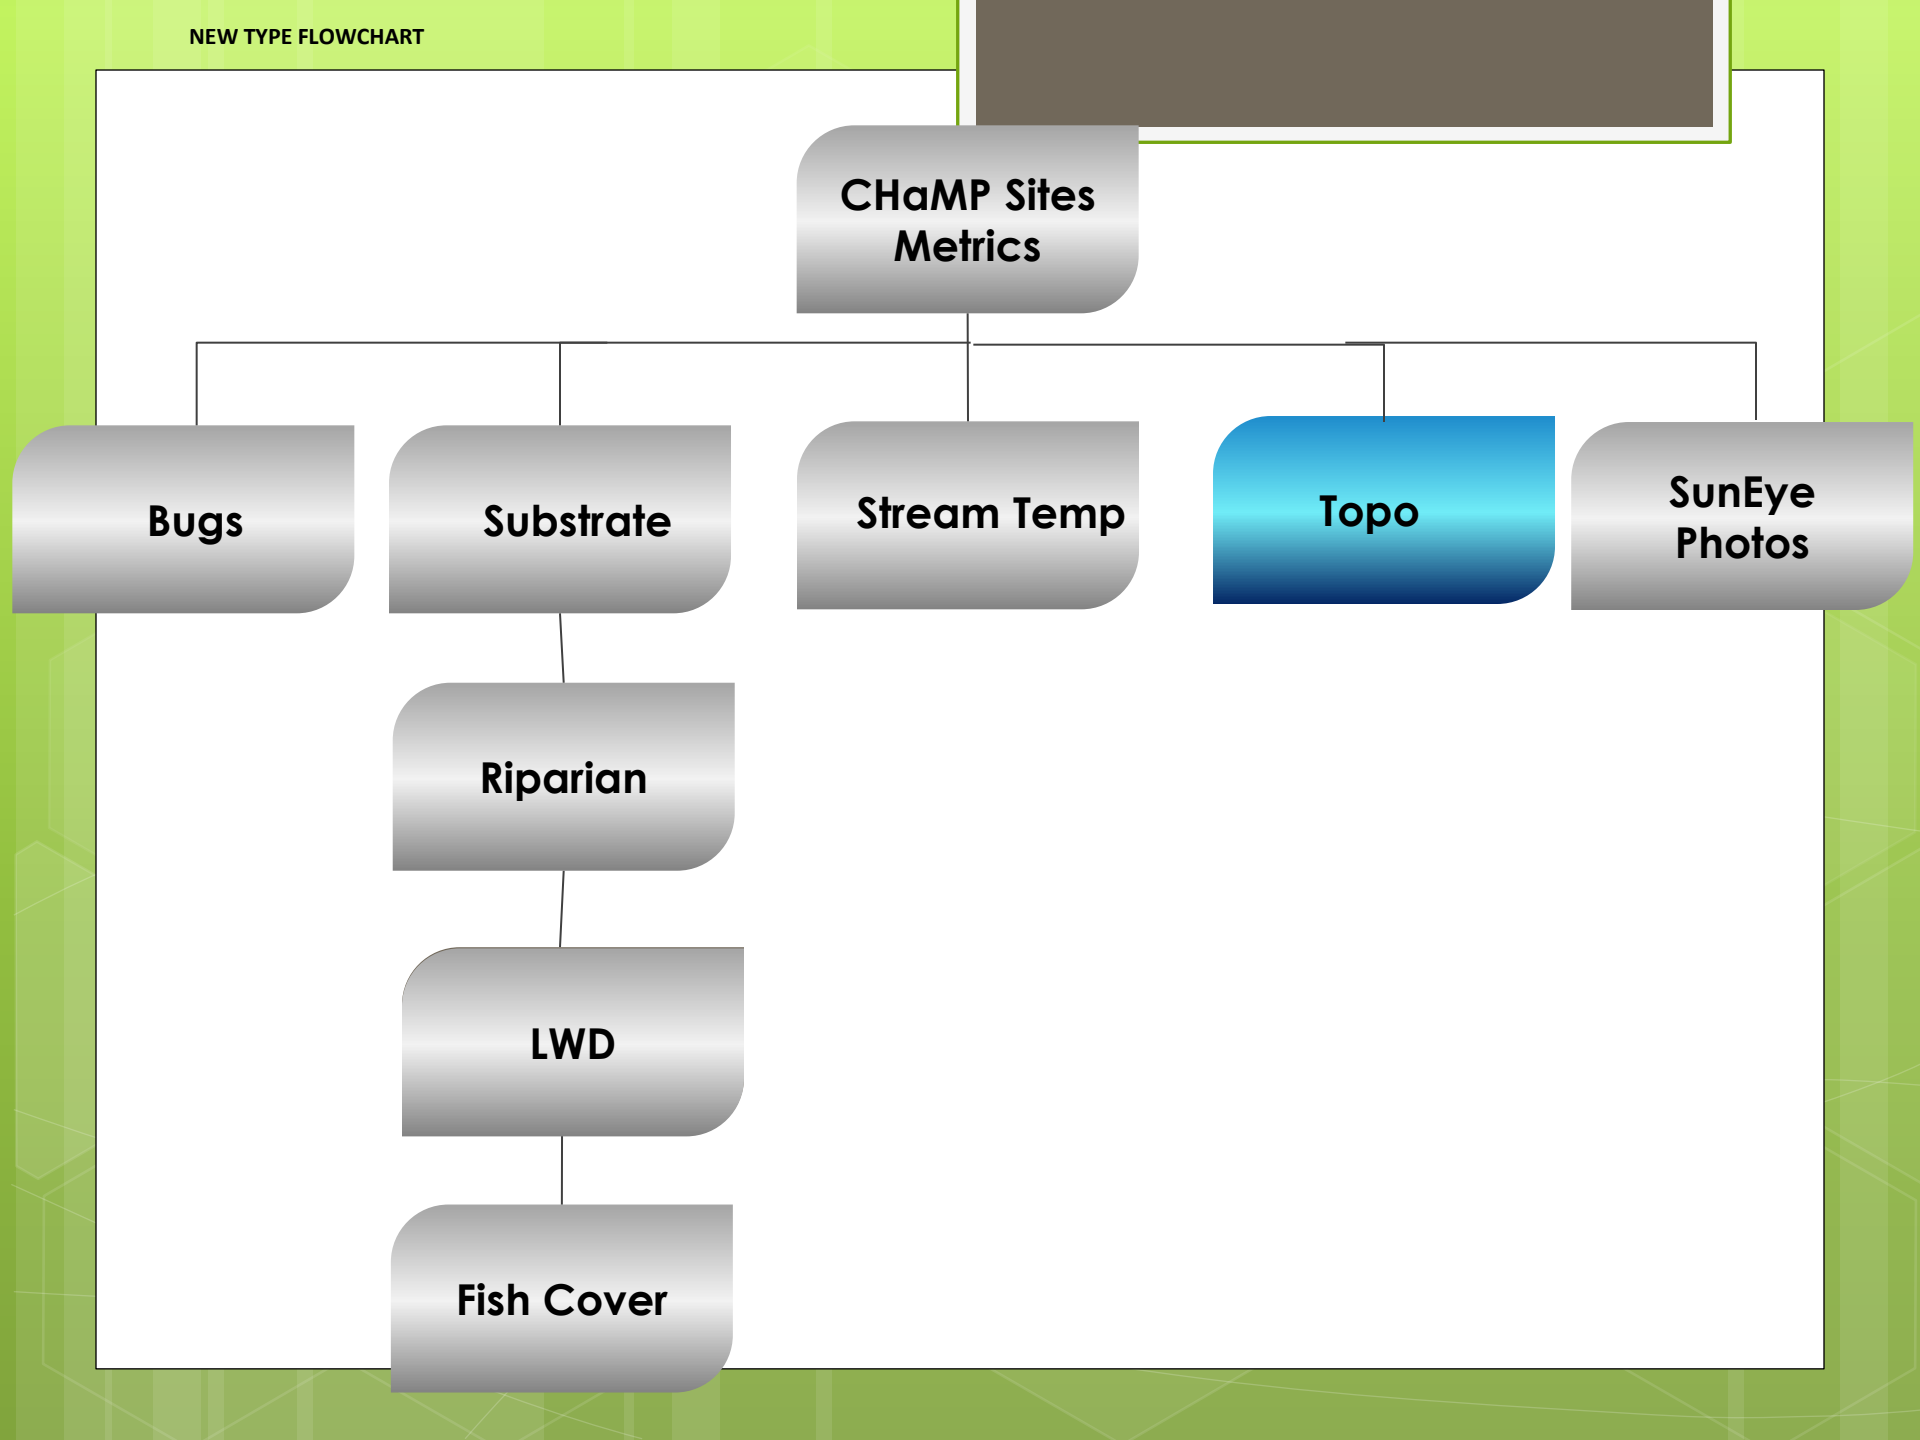 NEW TYPE FLOWCHART
CHaMP Sites
Metrics
Bugs
Substrate
Stream Temp
Topo
SunEye
Photos
Riparian
LWD
Fish Cover